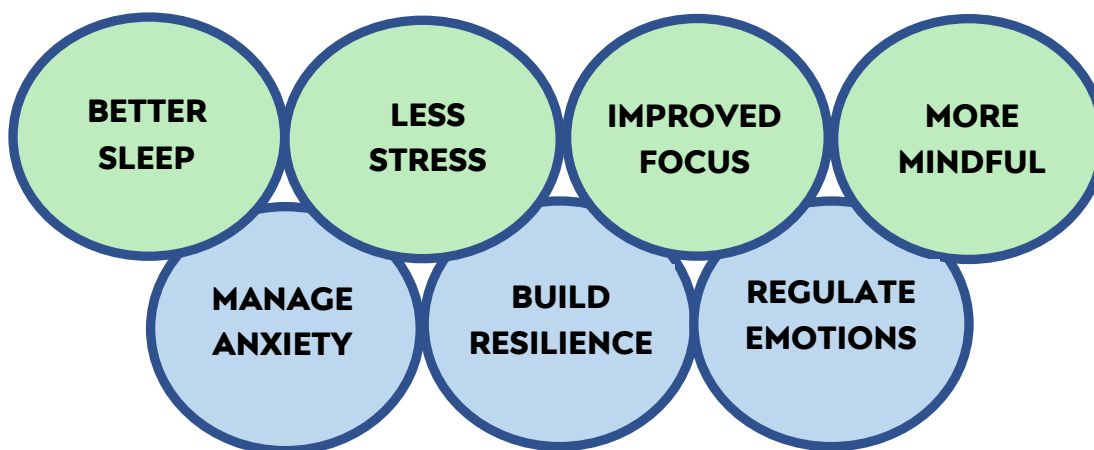 BETTER
SLEEP
LESS
STRESS
IMPROVED
FOCUS
MORE
MINDFUL
MANAGE
ANXIETY
BUILD
RESILIENCE
REGULATE
EMOTIONS